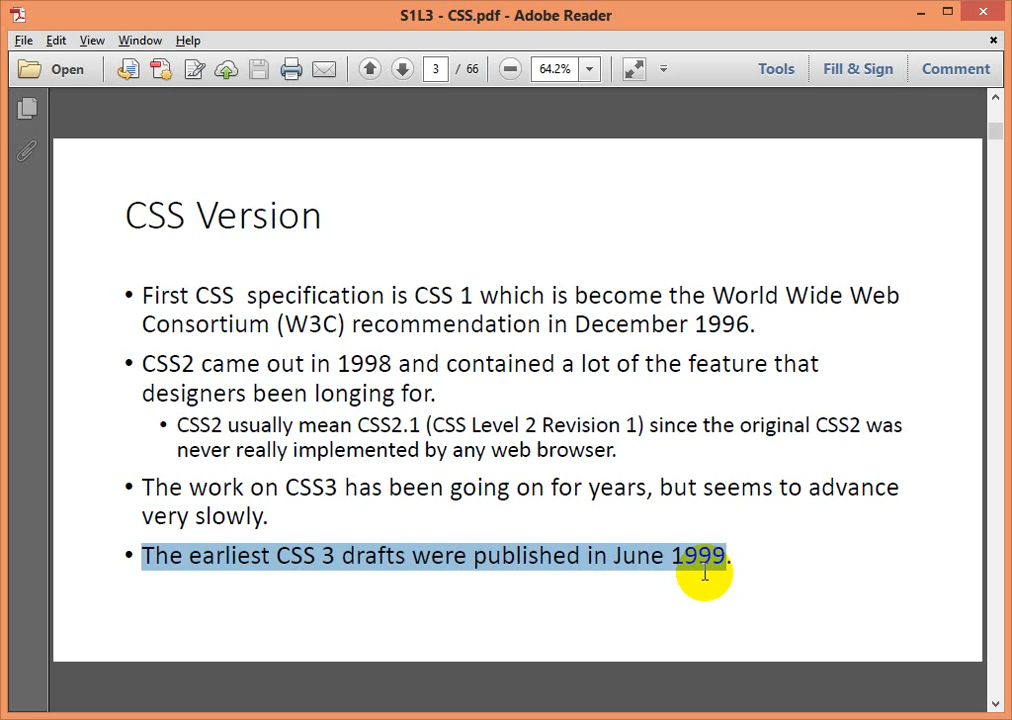 S1L3 - CSS.pdf - Adobe Reader
File Edit View Window Help
Open 3 / 66 64.2% Tools Fill & Sign Comment
CSS Version
• First CSS  specification is CSS 1 which is become the World Wide Web
Consortium (W3C) recommendation in December 1996.
• CSS2 came out in 1998 and contained a lot of the feature that
designers been longing for.
• CSS2 usually mean CSS2.1 (CSS Level 2 Revision 1) since the original CSS2 was
never really implemented by any web browser.
• The work on CSS3 has been going on for years, but seems to advance
very slowly.
• The earliest CSS 3 drafts were published in June 1999.